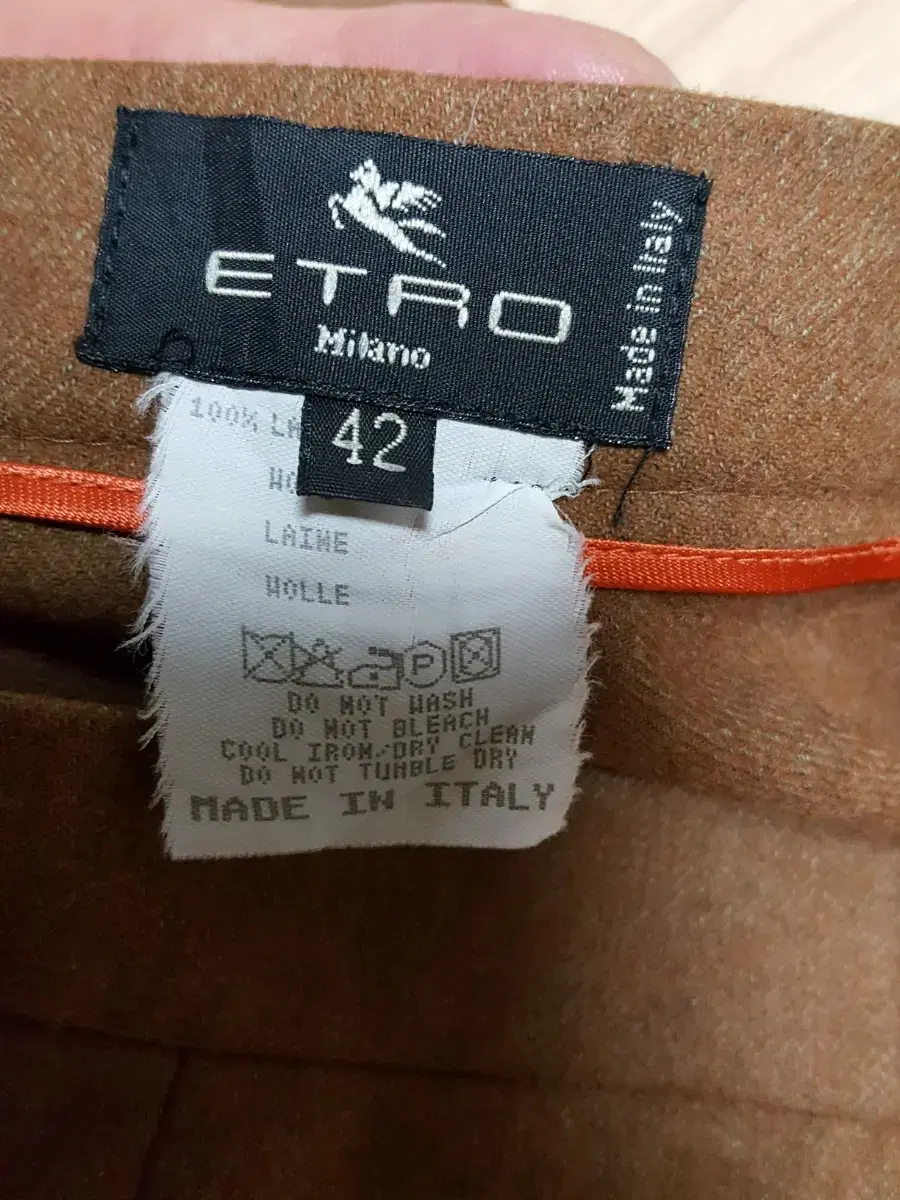 ETRO
Milano
Made in Italy
42
100% LA
WO
LAINE
WOLLE
P
DO NOT WASH
DO NOT BLEACH
COOL IRON/DRY CLEAN
DO NOT TUMBLE DRY
MADE IN ITALY